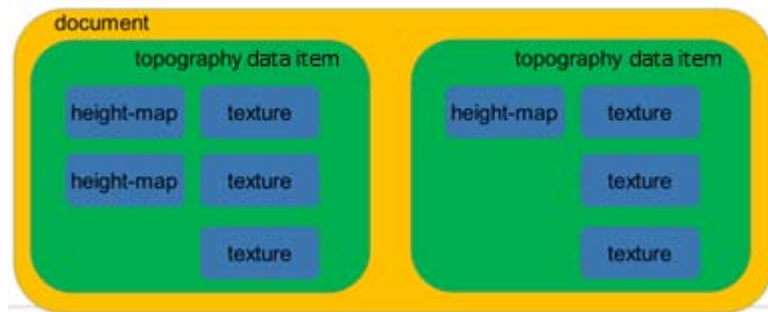 document
topography data item
height-map texture
height-map texture
texture
topography data item
height-map texture
texture
texture